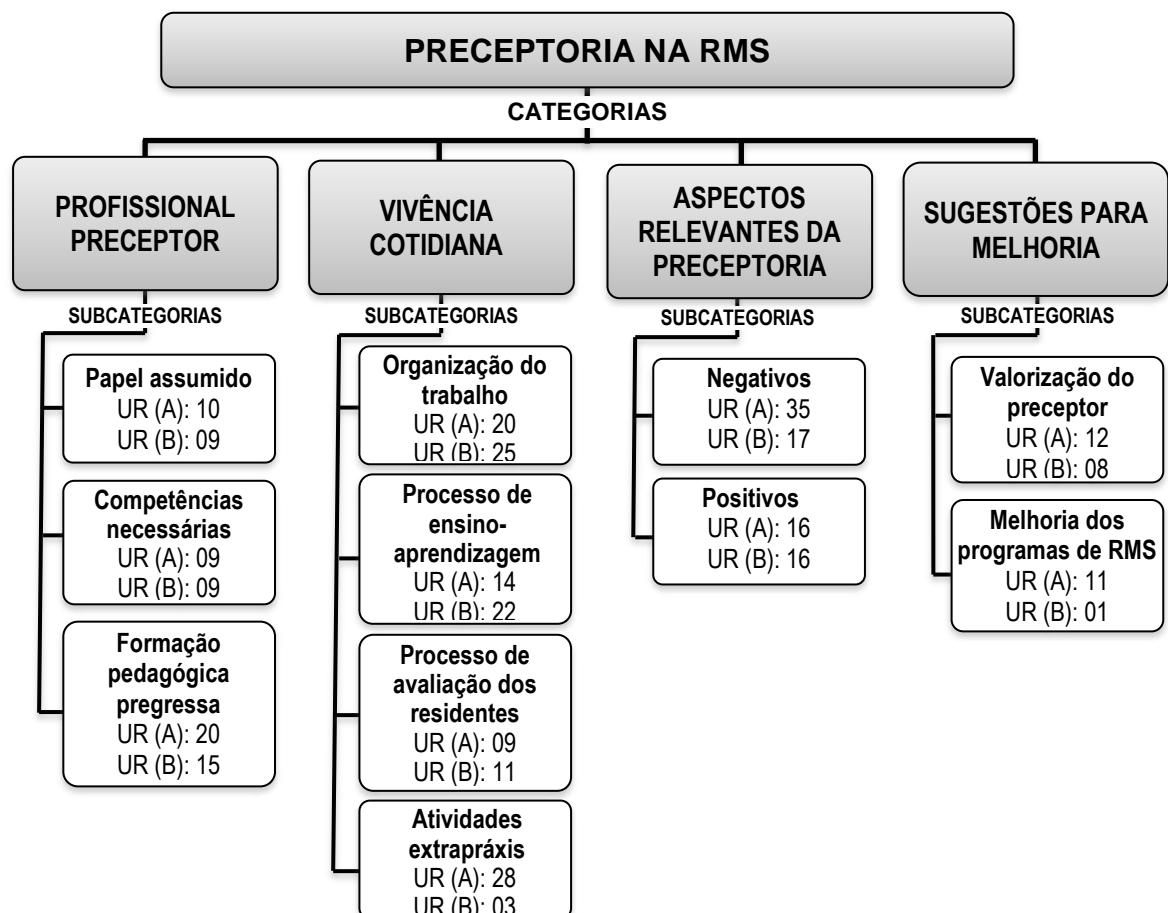 PRECEPTORIA NA RMS
CATEGORIAS
PROFISSIONAL
PRECEPTOR
SUBCATEGORIAS
Papel assumido
UR (A): 10
UR (B): 09
Competências
necessárias
UR (A): 09
UR (B): 09
Formação
pedagógica
pregressa
UR (A): 20
UR (B): 15
VIVÊNCIA
COTIDIANA
SUBCATEGORIAS
Organização do
trabalho
UR (A): 20
UR (B): 25
Processo de
ensino-
aprendizagem
UR (A): 14
UR (B): 22
Processo de
avaliação dos
residentes
UR (A): 09
UR (B): 11
Atividades
extrapráxis
UR (A): 28
UR (B): 03
ASPECTOS
RELEVANTES DA
PRECEPTORIA
SUBCATEGORIAS
Negativos
UR (A): 35
UR (B): 17
Positivos
UR (A): 16
UR (B): 16
SUGESTÕES PARA
MELHORIA
SUBCATEGORIAS
Valorização do
preceptor
UR (A): 12
UR (B): 08
Melhoria dos
programas de RMS
UR (A): 11
UR (B): 01